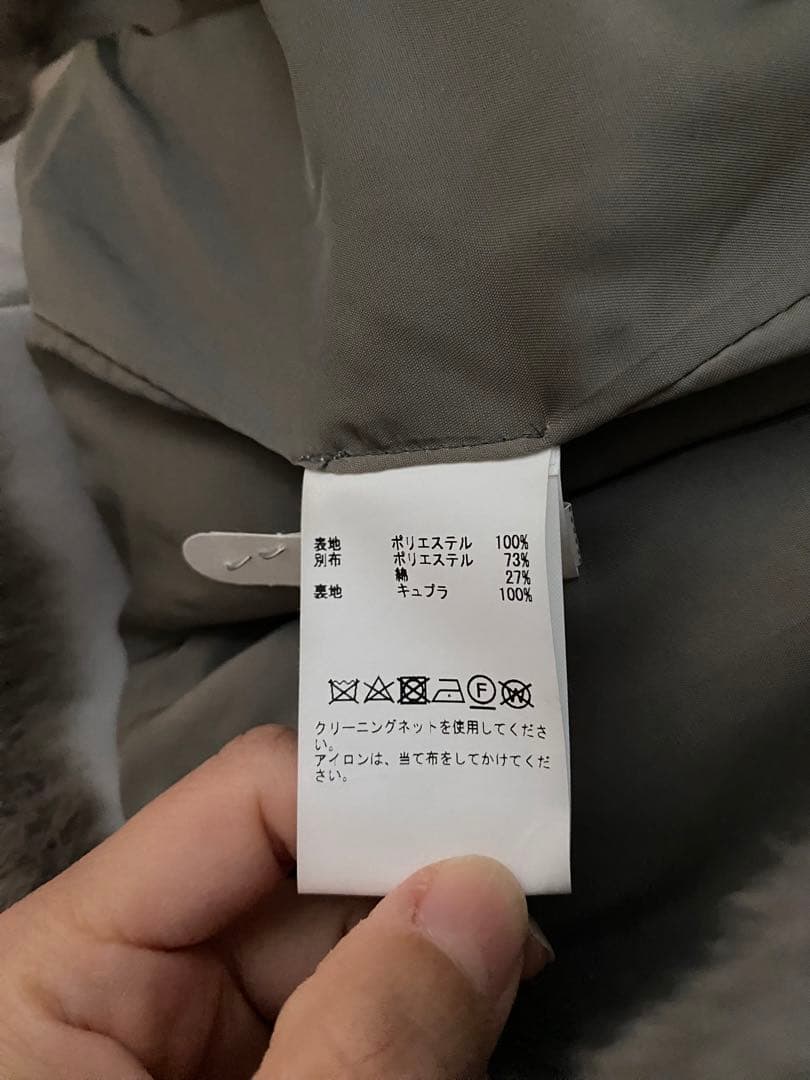 表地 ポリエステル 100%
別布 ポリエステル 73%
綿 27%
裏地 キュプラ 100%
F W
クリーニングネットを使用してくださ
い。
アイロンは、当て布をしてかけてくだ
さい。